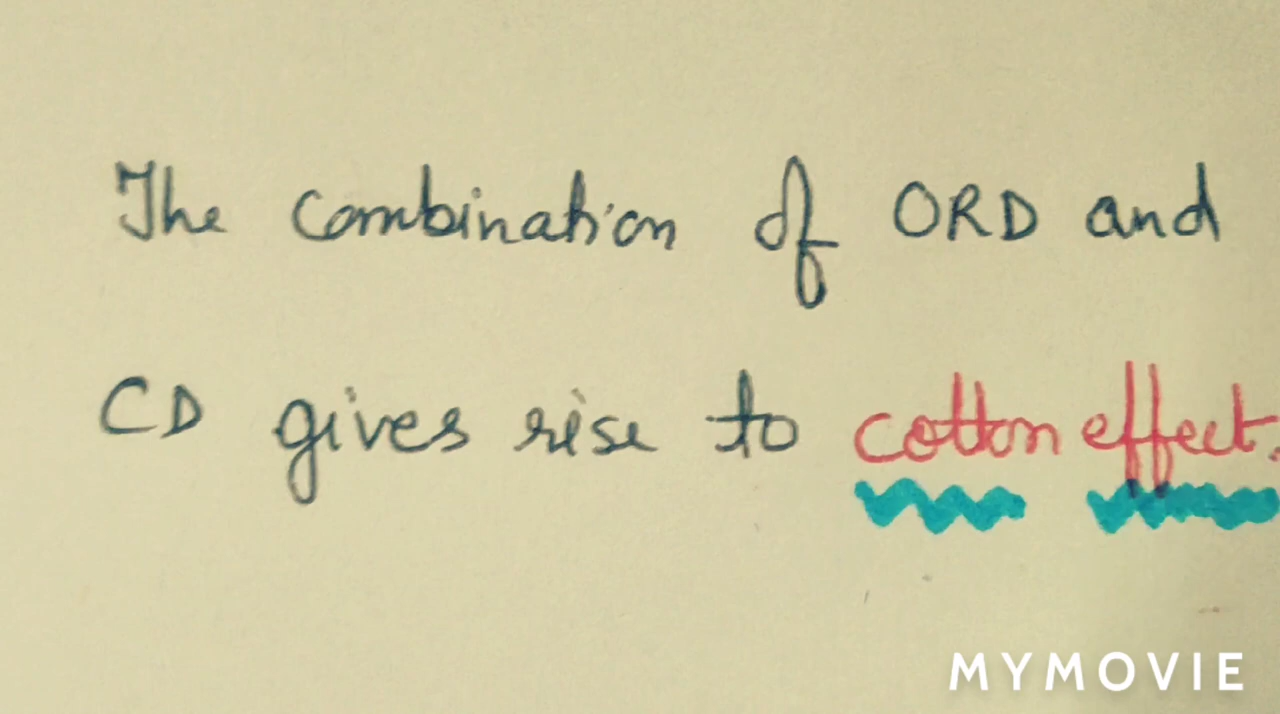 The combination of ORD and
CD gives rise to cotton effect.
MYMOVIE